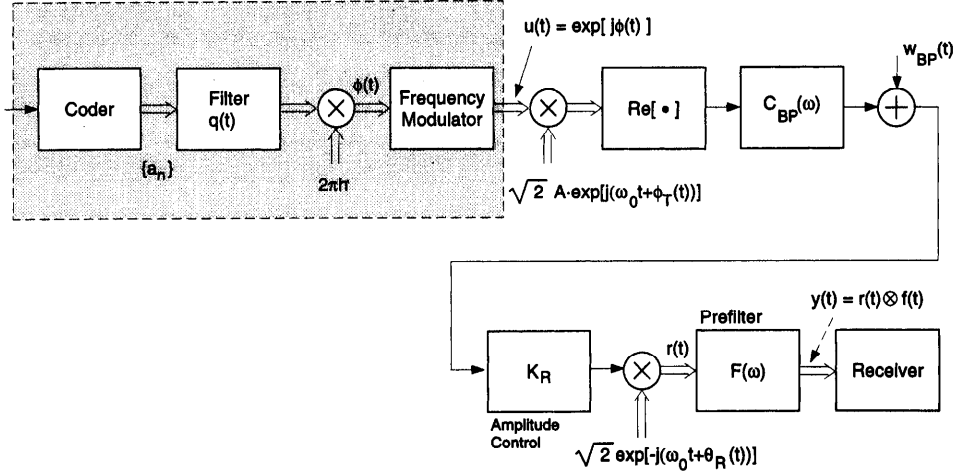 u(t) = exp[ jϕ(t) ]
w_BP(t)
Coder
Filter
q(t)
ϕ(t)
Frequency
Modulator
Re[ • ]
C_BP(ω)
{a_n}
2πh
√2 A·exp[j(ω_0t+ϕ_T(t))]
y(t) = r(t)⊗f(t)
Prefilter
r(t)
K_R
F(ω)
Receiver
Amplitude
Control
√2 exp[-j(ω_0t+θ_R(t))]